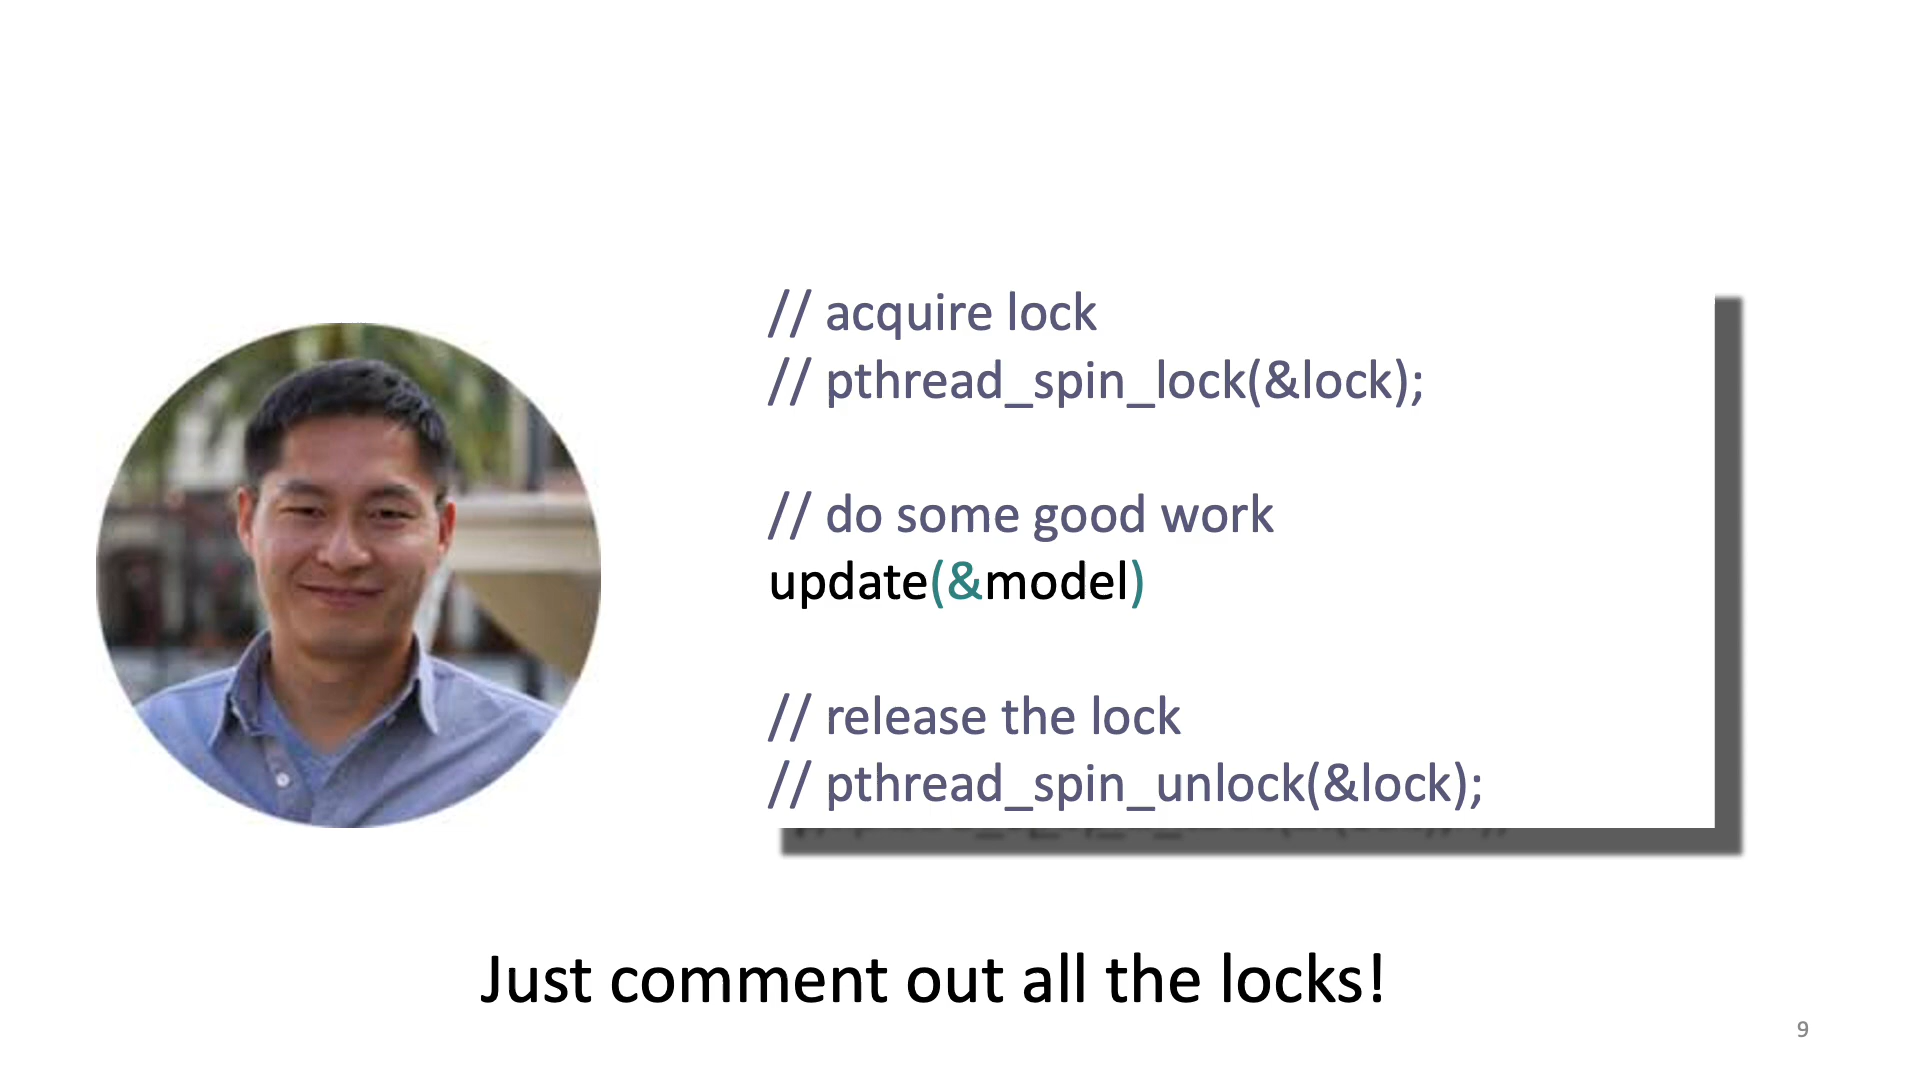 // acquire lock
// pthread_spin_lock(&lock);
// do some good work
update(&model)
// release the lock
// pthread_spin_unlock(&lock);
Just comment out all the locks!
9